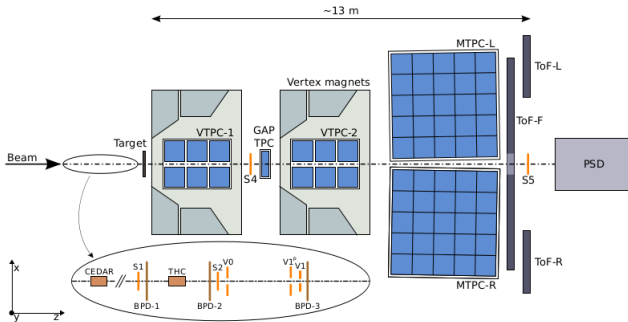 ~13 m
MTPC-L
ToF-L
Vertex magnets
ToF-F
GAP
TPC
VTPC-1
VTPC-2
Target
Beam
S4
S5
PSD
x
y
z
CEDAR
S1
THC
S2
V0
V1ᵖ
V1
BPD-1
BPD-2
BPD-3
MTPC-R
ToF-R